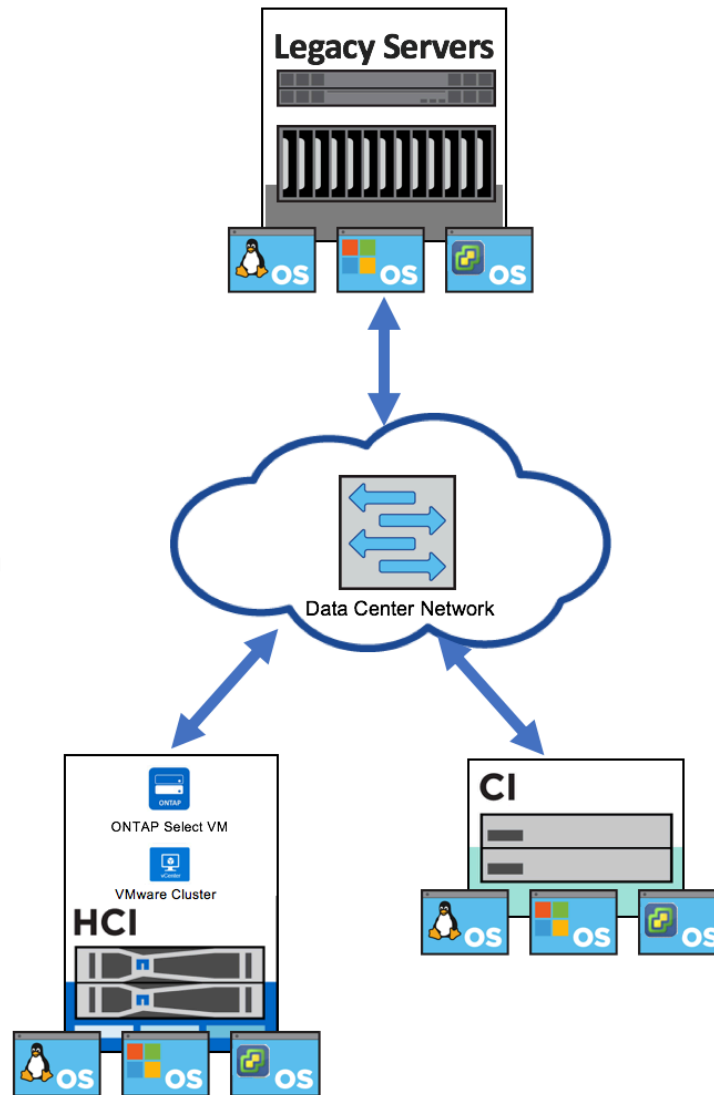 Legacy Servers
OS
OS
OS
Data Center Network
ONTAP
ONTAP Select VM
vCenter
VMware Cluster
HCI
OS
OS
OS
CI
OS
OS
OS